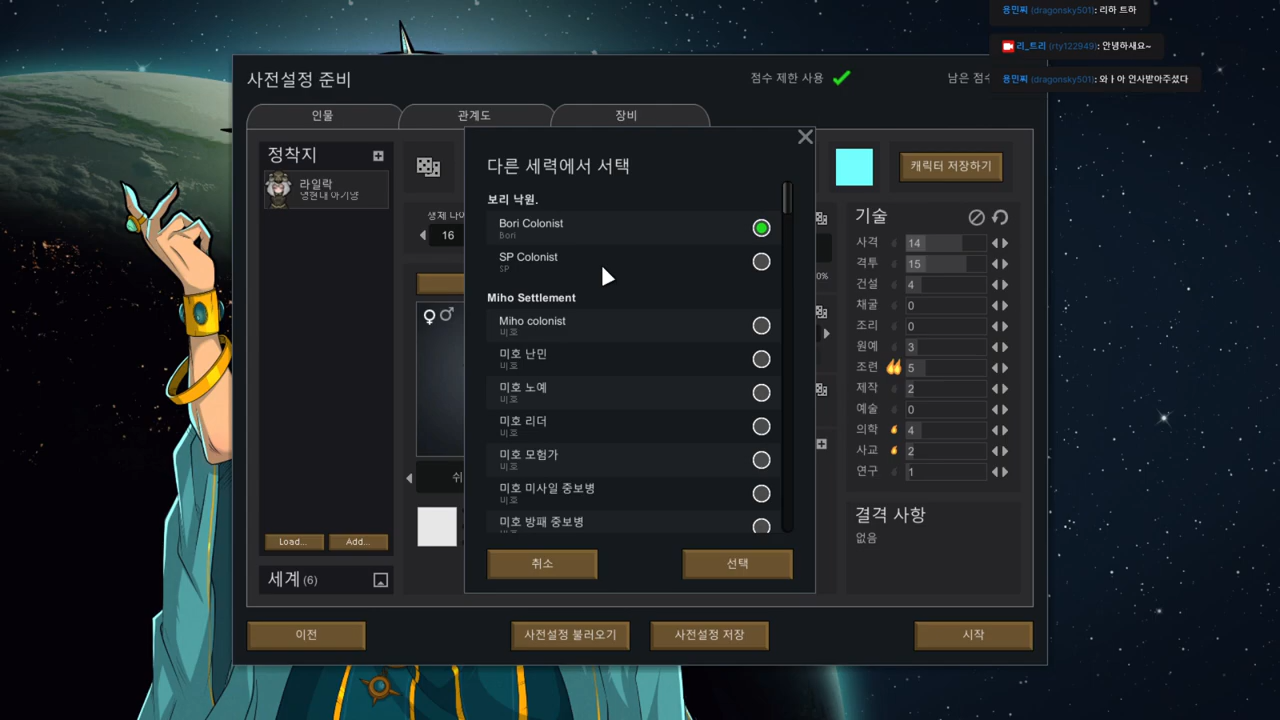 용민찌 (dragonsky501): 리하 트하
리_트리 (rty122949): 안녕하새요~
용민찌 (dragonsky501): 와ㅏ아 인사받아주셨다
사전설정 준비
점수 제한 사용
남은 점수
인물
관계도
장비
정착지
라일락
다른 세력에서 서택
캐릭터 저장하기
보리 낙원.
Bori Colonist
Bori
SP Colonist
SP
Miho Settlement
Miho colonist
미호
미호 난민
미호
미호 노예
미호
미호 리더
미호
미호 모험가
미호
미호 미사일 중보병
미호
미호 방패 중보병
생체 나이
16
0%
쉬
기술
사격 14
격투 15
건설 4
채굴 0
조리 0
원예 3
조련 5
제작 2
예술 0
의학 4
사교 2
연구 1
결격 사항
없음
Load...
Add...
취소
선택
세계 (6)
이전
사전설정 불러오기
사전설정 저장
시작